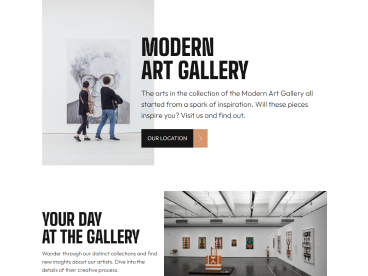 MODERN
ART GALLERY
The arts in the collection of the Modern Art Gallery all
started from a spark of inspiration. Will these pieces
inspire you? Visit us and find out.
OUR LOCATION
YOUR DAY
AT THE GALLERY
Wander through our distinct collections and find
new insights about our artists. Dive into the
details of their creative process.